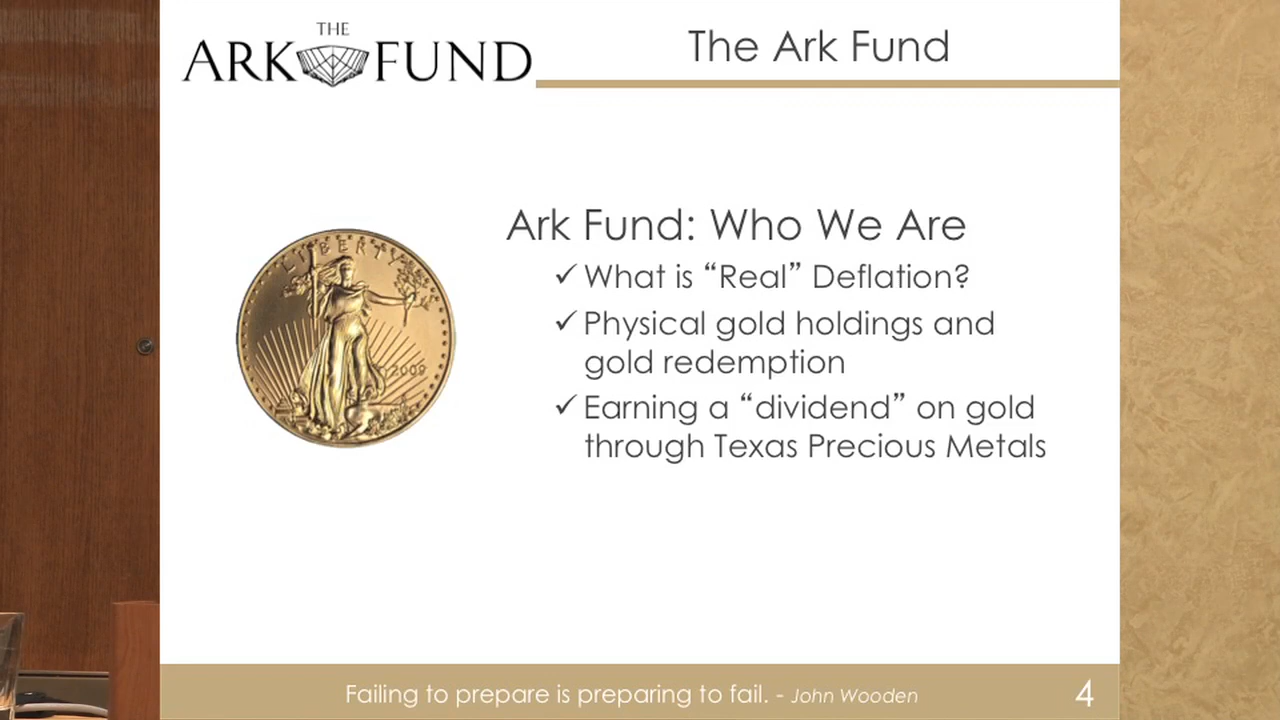 THE
ARK FUND
The Ark Fund
Ark Fund: Who We Are
✓ What is “Real” Deflation?
✓ Physical gold holdings and
gold redemption
✓ Earning a “dividend” on gold
through Texas Precious Metals
LIBERTY
2009
Failing to prepare is preparing to fail. - John Wooden
4